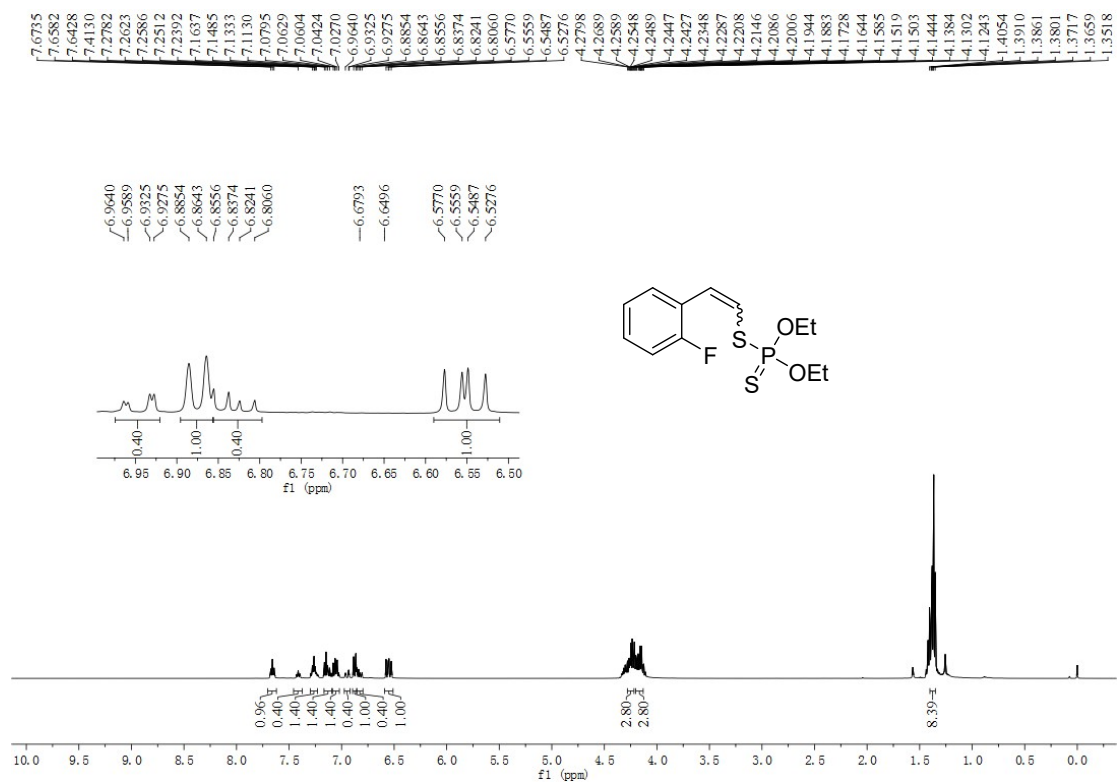 7.6735 7.6582 7.6428 7.4130 7.2782 7.2623 7.2586 7.2512 7.2392 7.1637 7.1485 7.1333 7.1130 7.0795 7.0629 7.0604 7.0424 7.0270 6.9640 6.9325 6.9275 6.8854 6.8643 6.8556 6.8374 6.8241 6.8060 6.5770 6.5559 6.5487 6.5276 4.2798 4.2689 4.2589 4.2548 4.2489 4.2447 4.2427 4.2348 4.2287 4.2208 4.2146 4.2086 4.2006 4.1944 4.1883 4.1728 4.1644 4.1585 4.1519 4.1503 4.1444 4.1384 4.1302 4.1243 1.4054 1.3910 1.3861 1.3801 1.3717 1.3659 1.3518
6.9640 6.9589 6.9325 6.9275 6.8854 6.8643 6.8556 6.8374 6.8241 6.8060 6.6793 6.6496 6.5770 6.5559 6.5487 6.5276
S
OEt
F
P
S
OEt
0.40 1.00 0.40 1.00
6.95 6.90 6.85 6.80 6.75 6.70 6.65 6.60 6.55 6.50
f1 (ppm)
0.96 0.40 1.40 1.40 1.40 0.40 1.00 0.40 1.00 2.80 2.80 8.39
10.0 9.5 9.0 8.5 8.0 7.5 7.0 6.5 6.0 5.5 5.0 4.5 4.0 3.5 3.0 2.5 2.0 1.5 1.0 0.5 0.0
f1 (ppm)